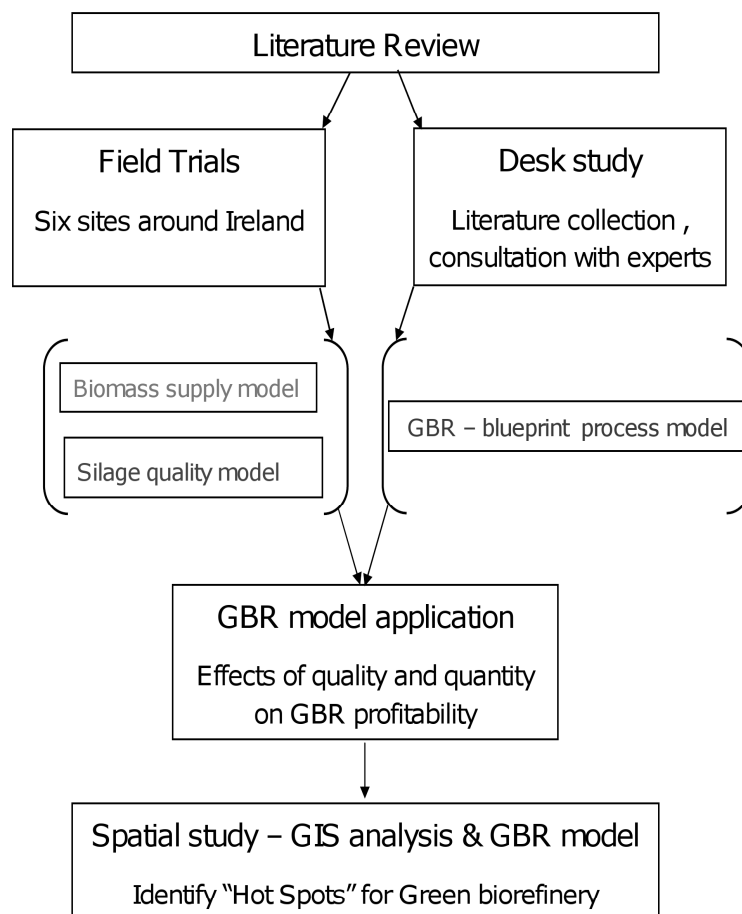 Literature Review
Field Trials
Six sites around Ireland
Desk study
Literature collection ,
consultation with experts
Biomass supply model
Silage quality model
GBR – blueprint process model
GBR model application
Effects of quality and quantity
on GBR profitability
Spatial study – GIS analysis & GBR model
Identify “Hot Spots” for Green biorefinery